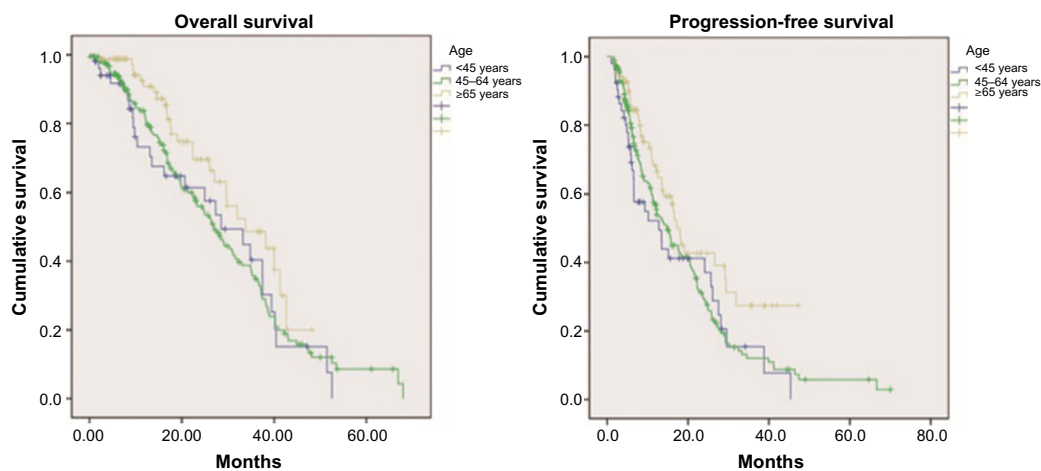 Overall survival
Cumulative survival
1.0
0.8
0.6
0.4
0.2
0.0
0.00 20.00 40.00 60.00
Months
Age
<45 years
45–64 years
≥65 years
Progression-free survival
Cumulative survival
1.0
0.8
0.6
0.4
0.2
0.0
0.0 20.0 40.0 60.0 80.0
Months
Age
<45 years
45–64 years
≥65 years